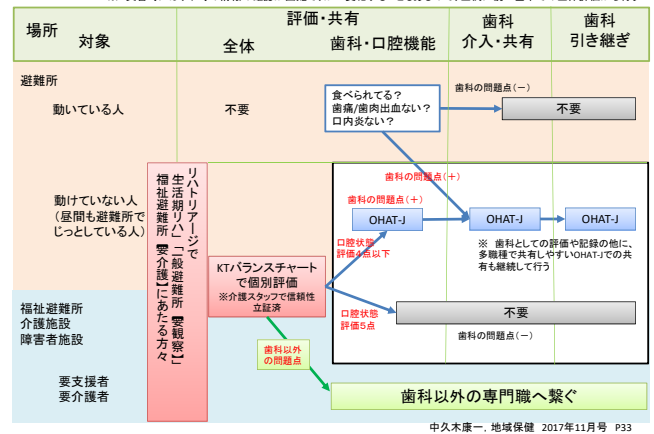 場所
対象
評価・共有
全体
歯科・口腔機能
歯科
介入・共有
歯科
引き継ぎ
避難所
動いている人
不要
食べられてる？
歯痛/歯肉出血ない？
口内炎ない？
歯科の問題点(－)
不要
歯科の問題点(＋)
動けていない人
(昼間も避難所で
じっとしている人)
リハトリアージで
生活期リハ」「一般避難所【要観察】」
福祉避難所【要介護】にあたる方々
歯科の問題点(＋)
OHAT-J
OHAT-J
OHAT-J
口腔状態
評価4点以下
※ 歯科としての評価や記録の他に、
多職種で共有しやすいOHAT-Jでの共
有も継続して行う
KTバランスチャート
で個別評価
※介護スタッフで信頼性
立証済
福祉避難所
介護施設
障害者施設
口腔状態
評価5点
不要
歯科の問題点(－)
歯科以外
の問題点
要支援者
要介護者
歯科以外の専門職へ繋ぐ
中久木康一, 地域保健 2017年11月号 P33